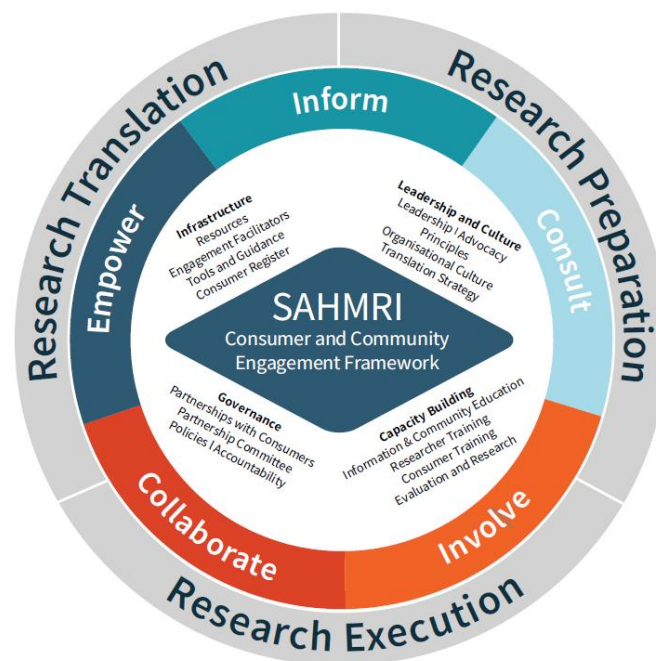 Research Translation
Research Preparation
Research Execution
Inform
Consult
Involve
Collaborate
Empower
Infrastructure
Resources
Engagement Facilitators
Tools and Guidance
Consumer Register
Leadership and Culture
Leadership | Advocacy
Principles
Organisational Culture
Translation Strategy
SAHMRI
Consumer and Community
Engagement Framework
Governance
Partnerships with Consumers
Partnership Committee
Policies | Accountability
Capacity Building
Information & Community Education
Researcher Training
Consumer Training
Evaluation and Research